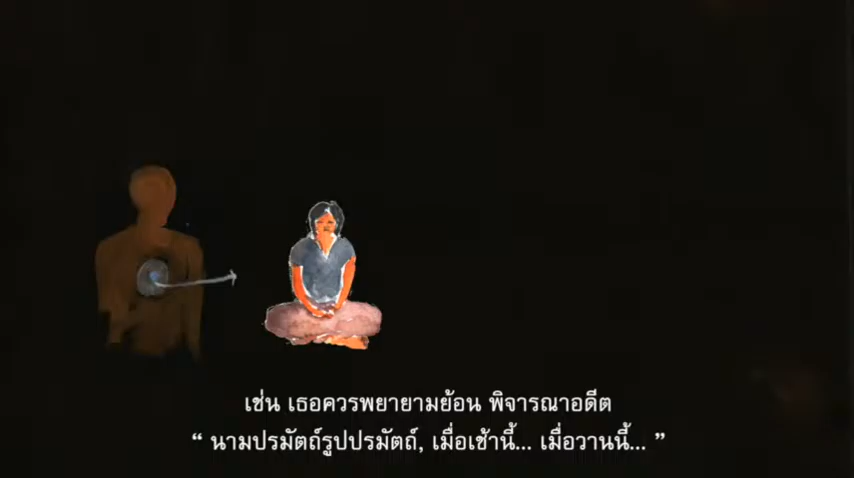 เช่น เธอควรพยายามย้อน พิจารณาอดีต
“ นามปรมัตถ์รูปปรมัตถ์, เมื่อเช้านี้... เมื่อวานนี้... ”